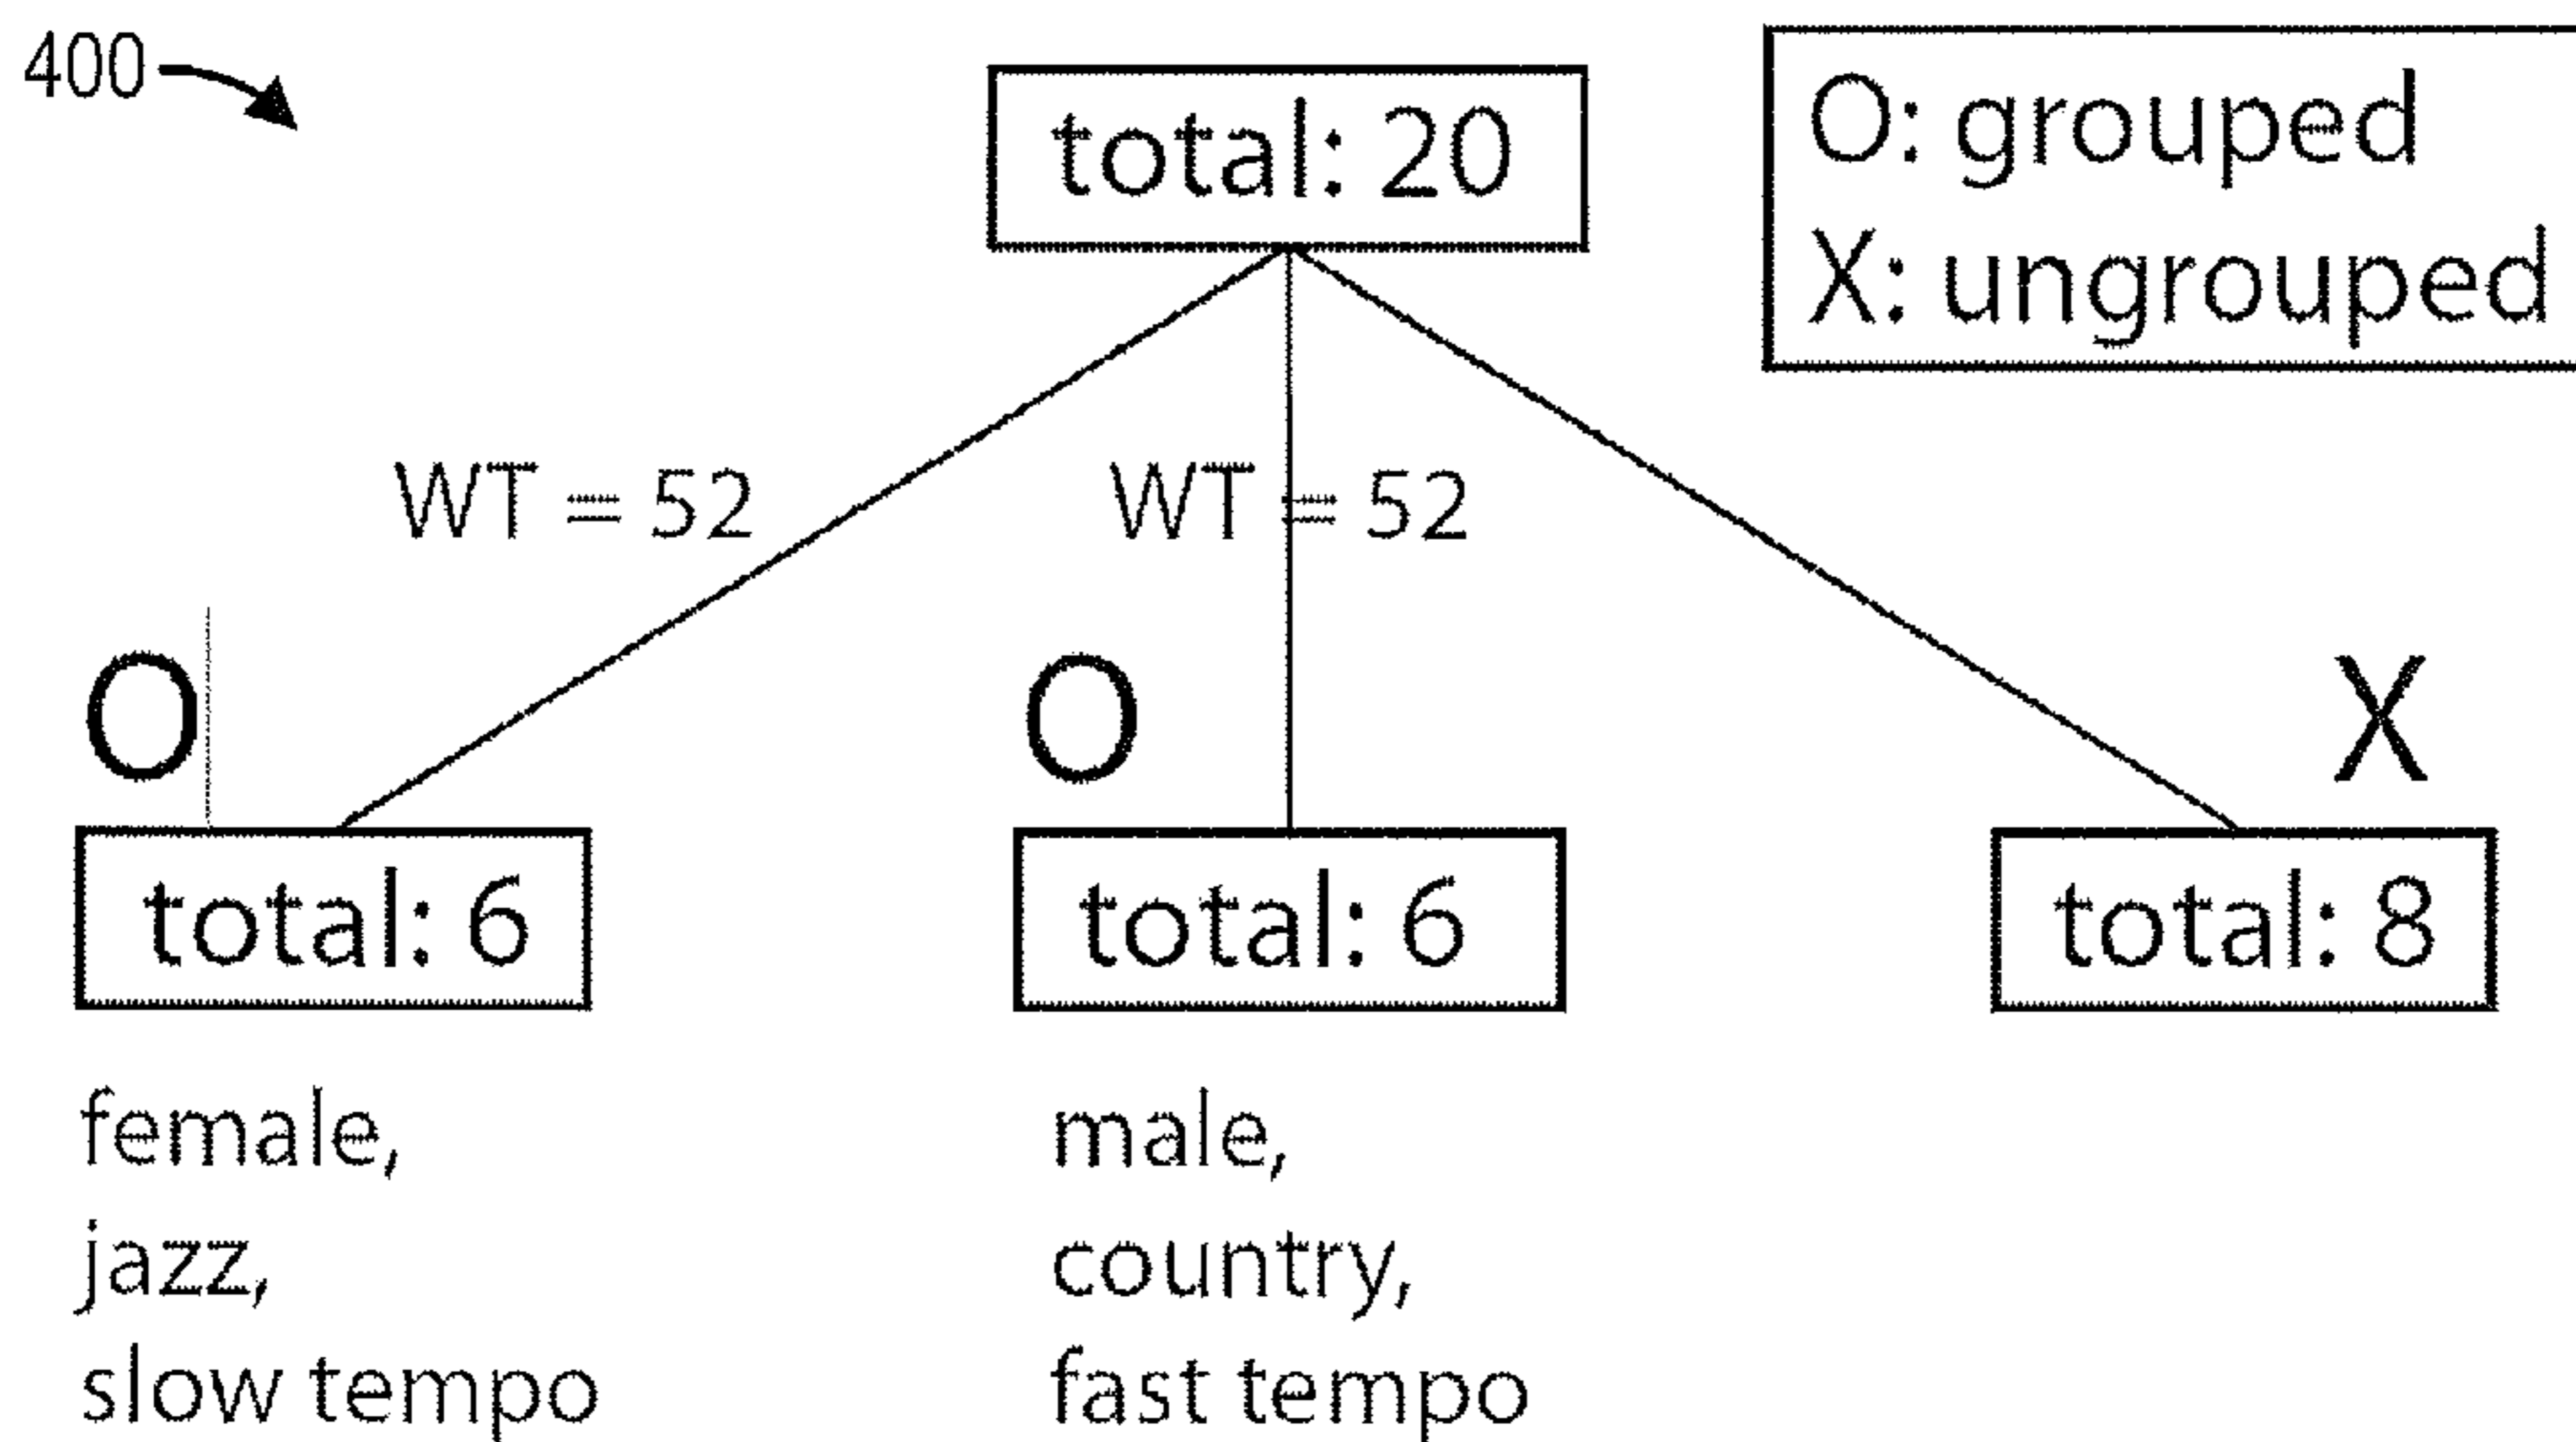 400
total: 20
O: grouped
X: ungrouped
WT = 52
WT = 52
O
O
X
total: 6
total: 6
total: 8
female,
jazz,
slow tempo
male,
country,
fast tempo